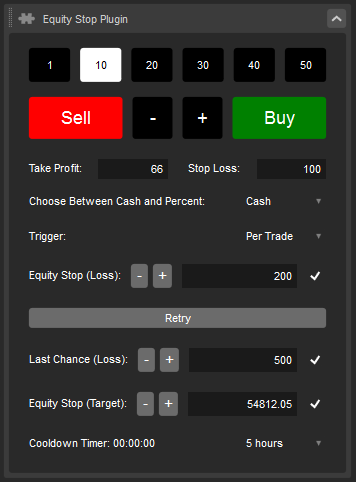 Equity Stop Plugin
1 10 20 30 40 50
Sell - + Buy
Take Profit: 66 Stop Loss: 100
Choose Between Cash and Percent: Cash
Trigger: Per Trade
Equity Stop (Loss): - + 200
Retry
Last Chance (Loss): - + 500
Equity Stop (Target): - + 54812.05
Cooldown Timer: 00:00:00 5 hours